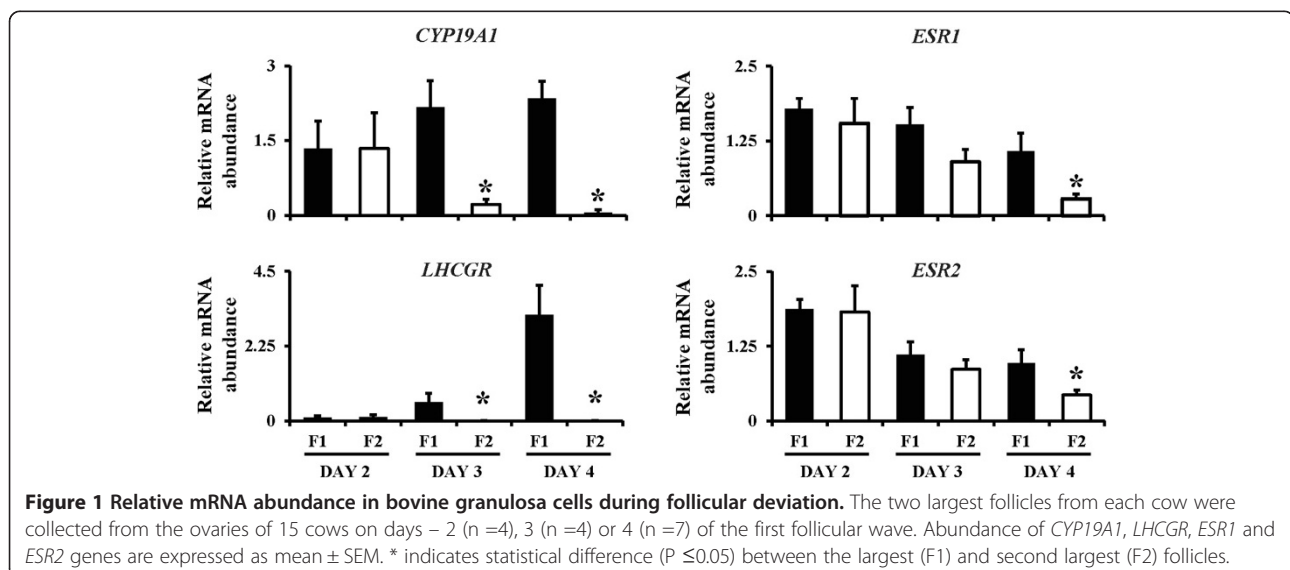 CYP19A1
3
1.5
0
Relative mRNA
abundance
* *
ESR1
2.5
1.25
0
Relative mRNA
abundance
*
LHCGR
4.5
2.25
0
Relative mRNA
abundance
* *
F1 F2 F1 F2 F1 F2
DAY 2 DAY 3 DAY 4
ESR2
2.5
1.25
0
Relative mRNA
abundance
*
F1 F2 F1 F2 F1 F2
DAY 2 DAY 3 DAY 4
Figure 1 Relative mRNA abundance in bovine granulosa cells during follicular deviation. The two largest follicles from each cow were
collected from the ovaries of 15 cows on days – 2 (n =4), 3 (n =4) or 4 (n =7) of the first follicular wave. Abundance of CYP19A1, LHCGR, ESR1 and
ESR2 genes are expressed as mean ± SEM. * indicates statistical difference (P ≤0.05) between the largest (F1) and second largest (F2) follicles.